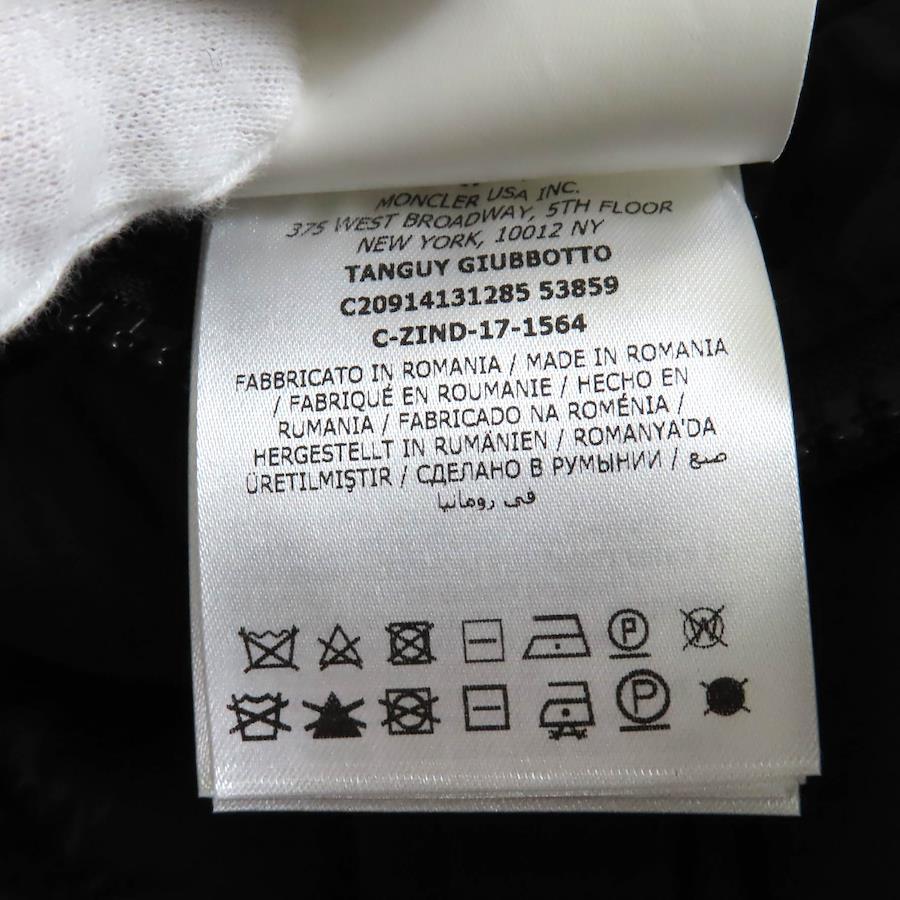 MONCLER USA INC.
375 WEST BROADWAY, 5TH FLOOR
NEW YORK, 10012 NY
TANGUY GIUBBOTTO
C20914131285 53859
C-ZIND-17-1564
FABBRICATO IN ROMANIA / MADE IN ROMANIA
/ FABRIQUÉ EN ROUMANIE / HECHO EN
RUMANIA / FABRICADO NA ROMÉNIA /
HERGESTELLT IN RUMÄNIEN / ROMANYA'DA
ÜRETILMIŞTIR / СДЕЛАНО В РУМЫНИИ / صنع
في رومانيا
P W
P